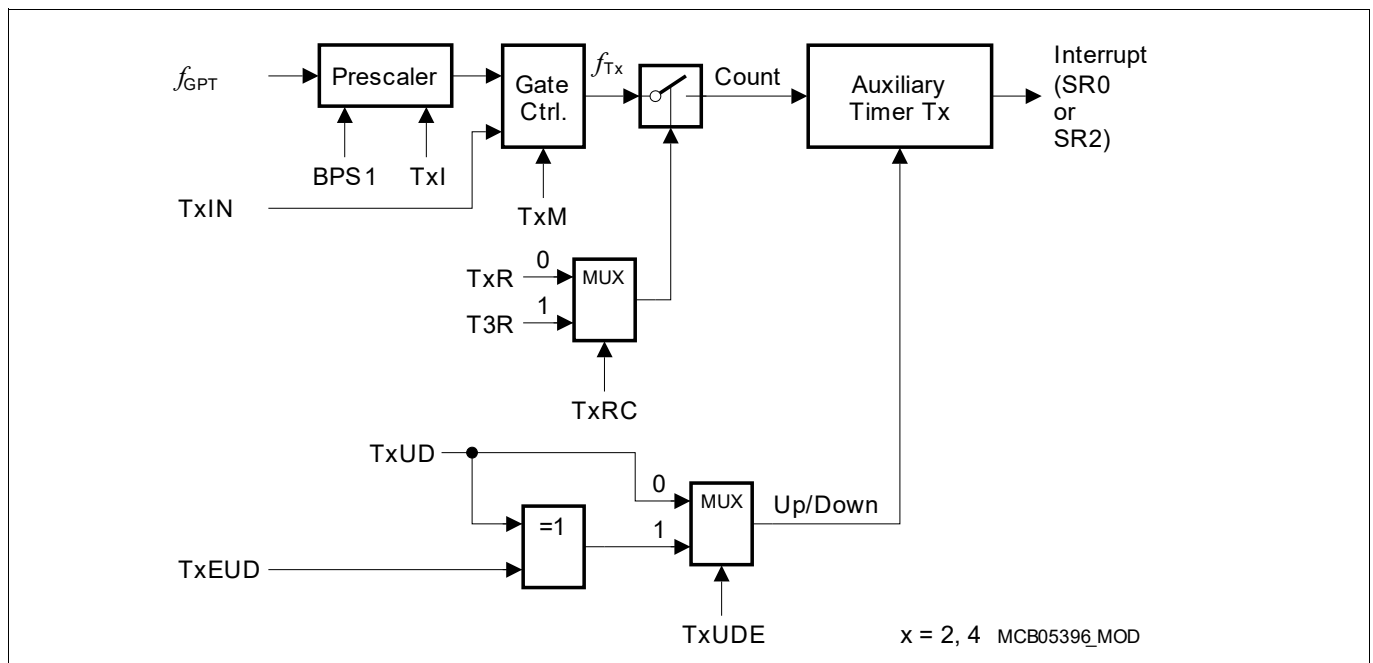 fGPT
Prescaler
BPS1
TxI
TxIN
Gate
Ctrl.
TxM
fTx
Count
Auxiliary
Timer Tx
Interrupt
(SR0
or
SR2)
TxR
0
T3R
1
MUX
TxRC
TxUD
TxEUD
=1
0
1
MUX
Up/Down
TxUDE
x = 2, 4 MCB05396_MOD